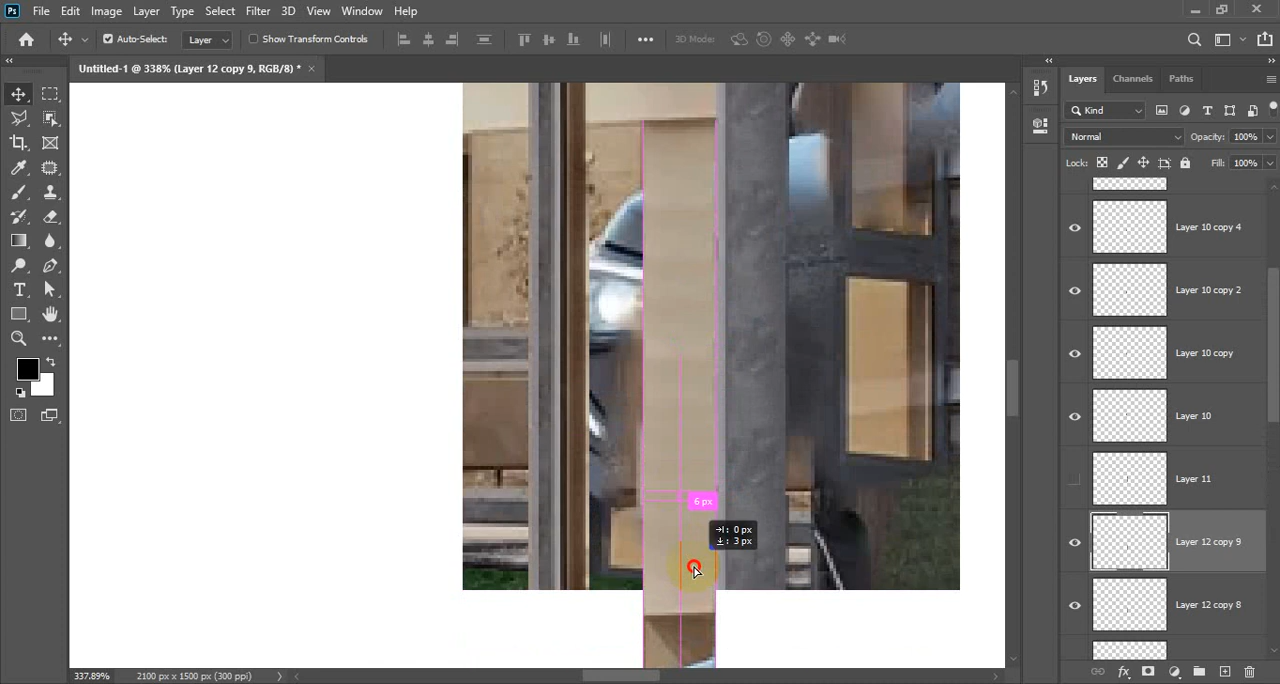 Ps File Edit Image Layer Type Select Filter 3D View Window Help
Auto-Select: Layer Show Transform Controls 3D Mode:
Untitled-1 @ 338% (Layer 12 copy 9, RGB/8) *
Layers Channels Paths
Kind
Normal Opacity: 100%
Lock: Fill: 100%
Layer 10 copy 4
Layer 10 copy 2
Layer 10 copy
Layer 10
Layer 11
6 px
: 0 px
: 3 px
Layer 12 copy 9
Layer 12 copy 8
337.89% 2100 px x 1500 px (300 ppi)